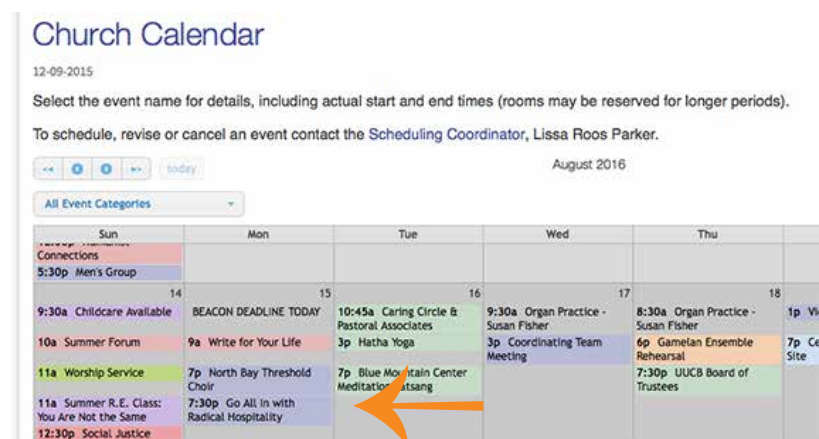 Church Calendar
12-09-2015
Select the event name for details, including actual start and end times (rooms may be reserved for longer periods).
To schedule, revise or cancel an event contact the Scheduling Coordinator, Lissa Roos Parker.
today
August 2016
All Event Categories
Sun Mon Tue Wed Thu
Connections
5:30p Men's Group
14 15 16 17 18
9:30a Childcare Available
10a Summer Forum
11a Worship Service
11a Summer R.E. Class:
You Are Not the Same
12:30p Social Justice
BEACON DEADLINE TODAY
9a Write for Your Life
7p North Bay Threshold
Choir
7:30p Go All In with
Radical Hospitality
10:45a Caring Circle &
Pastoral Associates
3p Hatha Yoga
7p Blue Mountain Center
Meditation
9:30a Organ Practice -
Susan Fisher
3p Coordinating Team
Meeting
8:30a Organ Practice -
Susan Fisher
6p Gamelan Ensemble
Rehearsal
7:30p UUCB Board of
Trustees
1p
7p
Site